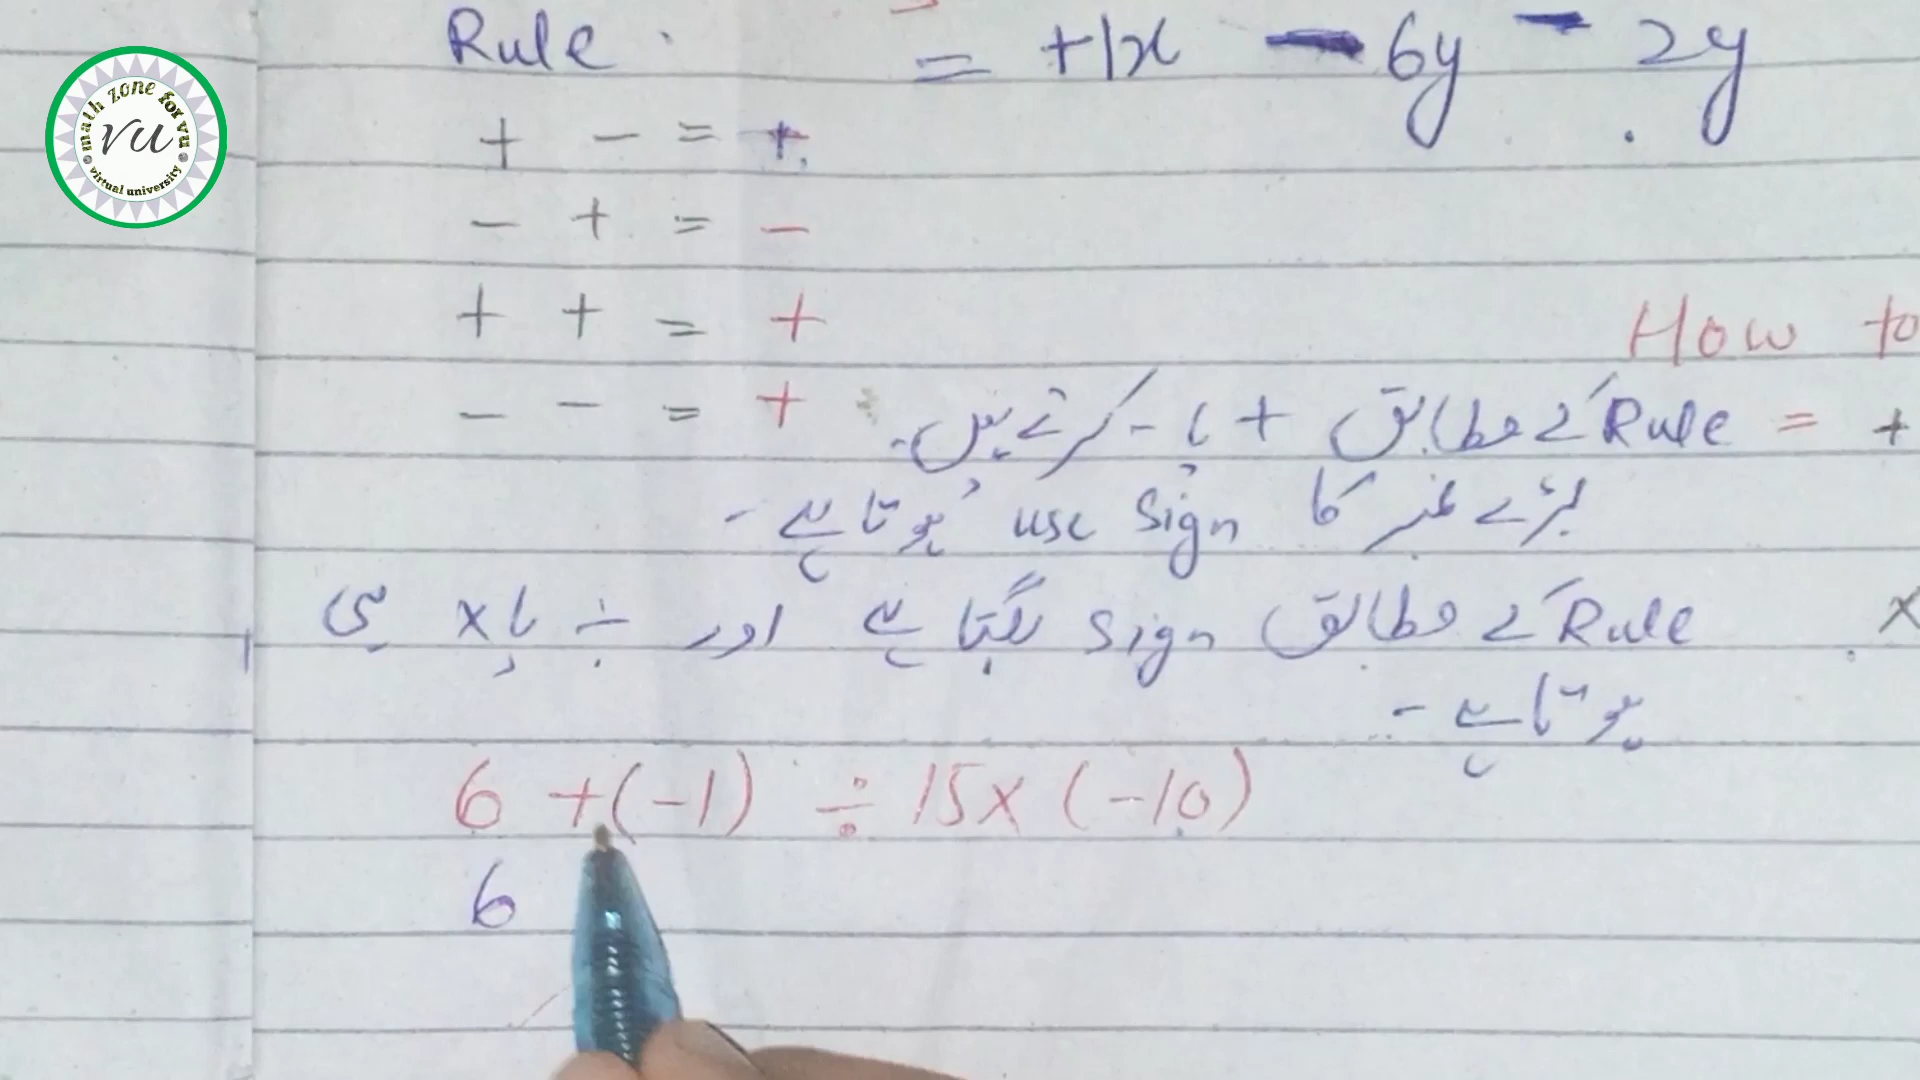 math zone for vu
vu
virtual university
Rule
= +1x - 6y - 2y
+ - = +
- + = -
+ + = +
- - = +
How to
Rule کے مطابق + یا - کرتے ہیں۔ = +
بڑے نمبر کا sign use ہوتا ہے -
Rule کے مطابق sign لگتا ہے اور ÷ یا x ہی x
ہوتا ہے -
6 + (-1) ÷ 15 x (-10)
6